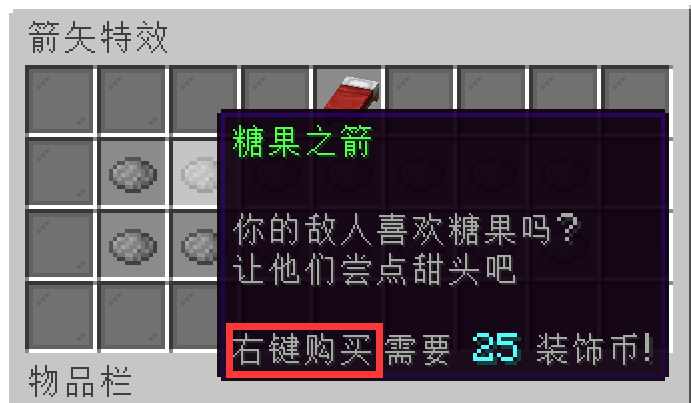 箭矢特效
糖果之箭
你的敌人喜欢糖果吗?
让他们尝点甜头吧
右键购买 需要 25 装饰币!
物品栏